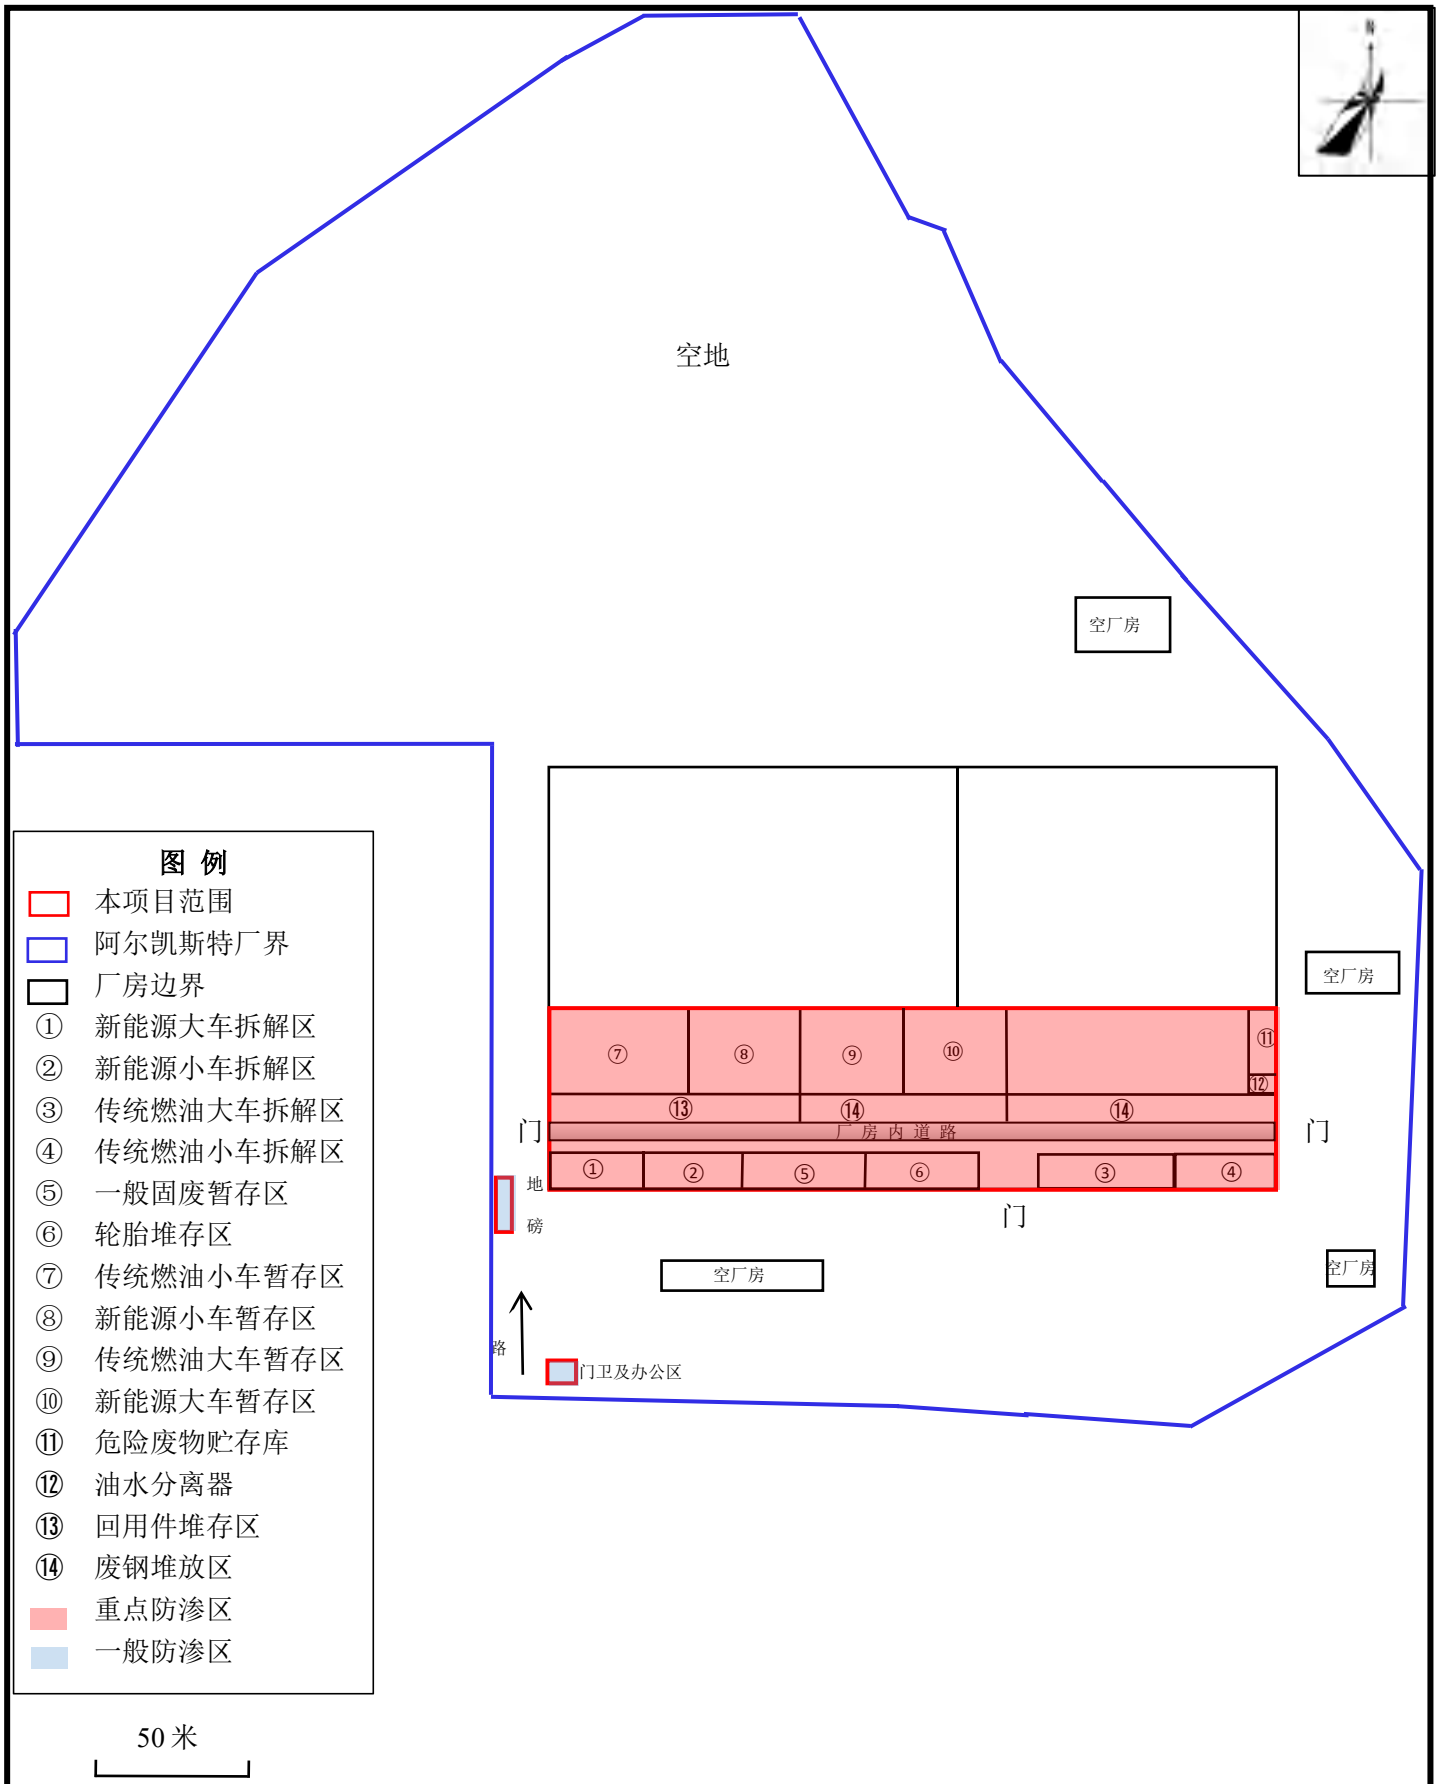 N
空地
空厂房
图 例
本项目范围
阿尔凯斯特厂界
厂房边界
① 新能源大车拆解区
② 新能源小车拆解区
③ 传统燃油大车拆解区
④ 传统燃油小车拆解区
⑤ 一般固废暂存区
⑥ 轮胎堆存区
⑦ 传统燃油小车暂存区
⑧ 新能源小车暂存区
⑨ 传统燃油大车暂存区
⑩ 新能源大车暂存区
⑪ 危险废物贮存库
⑫ 油水分离器
⑬ 回用件堆存区
⑭ 废钢堆放区
重点防渗区
一般防渗区
50 米
空厂房
⑦ ⑧ ⑨ ⑩ ⑪
⑫
⑬ ⑭ ⑭
门 厂房内道路 门
① ② ⑤ ⑥ ③ ④
地
磅
门
空厂房
空厂房
路
门卫及办公区